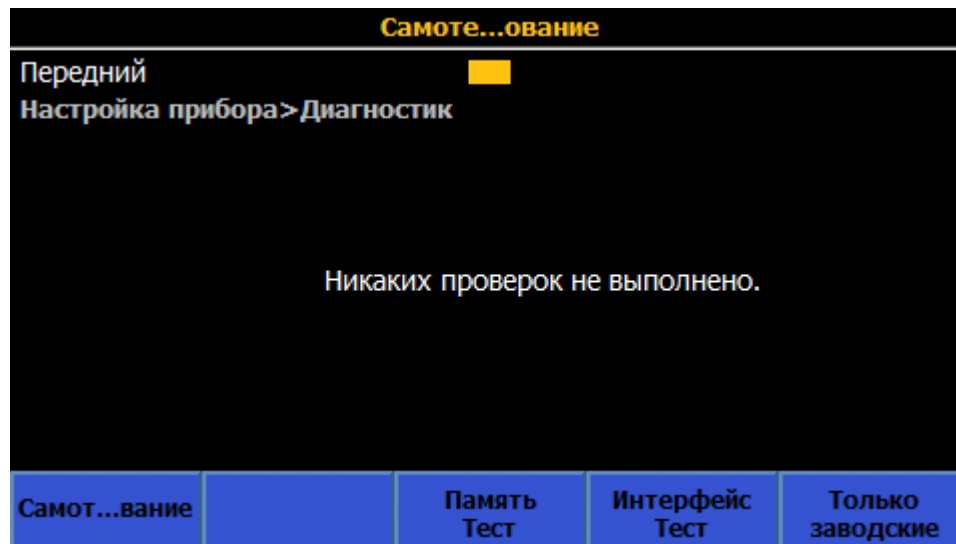 Самоте...ование
Передний
Настройка прибора>Диагностик
Никаких проверок не выполнено.
Самот...вание
Память
Тест
Интерфейс
Тест
Только
заводские